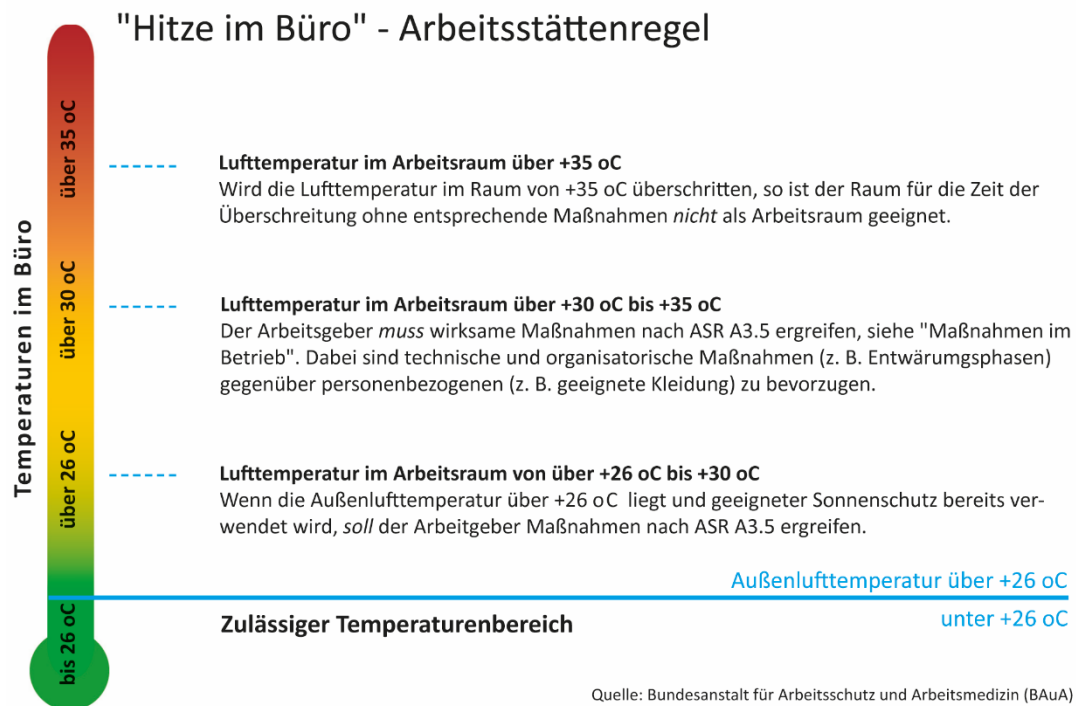 "Hitze im Büro" - Arbeitsstättenregel
Temperaturen im Büro
über 35 oC
über 30 oC
über 26 oC
bis 26 oC
Lufttemperatur im Arbeitsraum über +35 oC
Wird die Lufttemperatur im Raum von +35 oC überschritten, so ist der Raum für die Zeit der
Überschreitung ohne entsprechende Maßnahmen nicht als Arbeitsraum geeignet.
Lufttemperatur im Arbeitsraum über +30 oC bis +35 oC
Der Arbeitsgeber muss wirksame Maßnahmen nach ASR A3.5 ergreifen, siehe "Maßnahmen im
Betrieb". Dabei sind technische und organisatorische Maßnahmen (z. B. Entwärumgsphasen)
gegenüber personenbezogenen (z. B. geeignete Kleidung) zu bevorzugen.
Lufttemperatur im Arbeitsraum von über +26 oC bis +30 oC
Wenn die Außenlufttemperatur über +26 oC liegt und geeigneter Sonnenschutz bereits ver-
wendet wird, soll der Arbeitgeber Maßnahmen nach ASR A3.5 ergreifen.
Außenlufttemperatur über +26 oC
Zulässiger Temperaturenbereich
unter +26 oC
Quelle: Bundesanstalt für Arbeitsschutz und Arbeitsmedizin (BAuA)